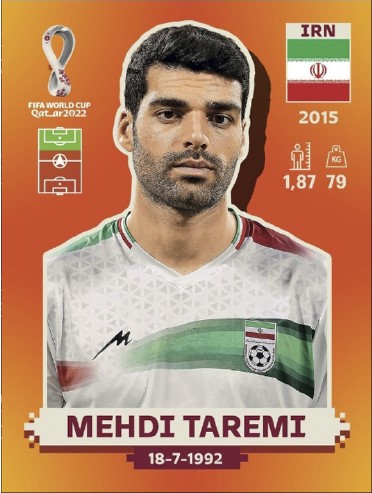 FIFA WORLD CUP
Qatar2022
IRN
2015
KG
1,87 79
MEHDI TAREMI
18-7-1992